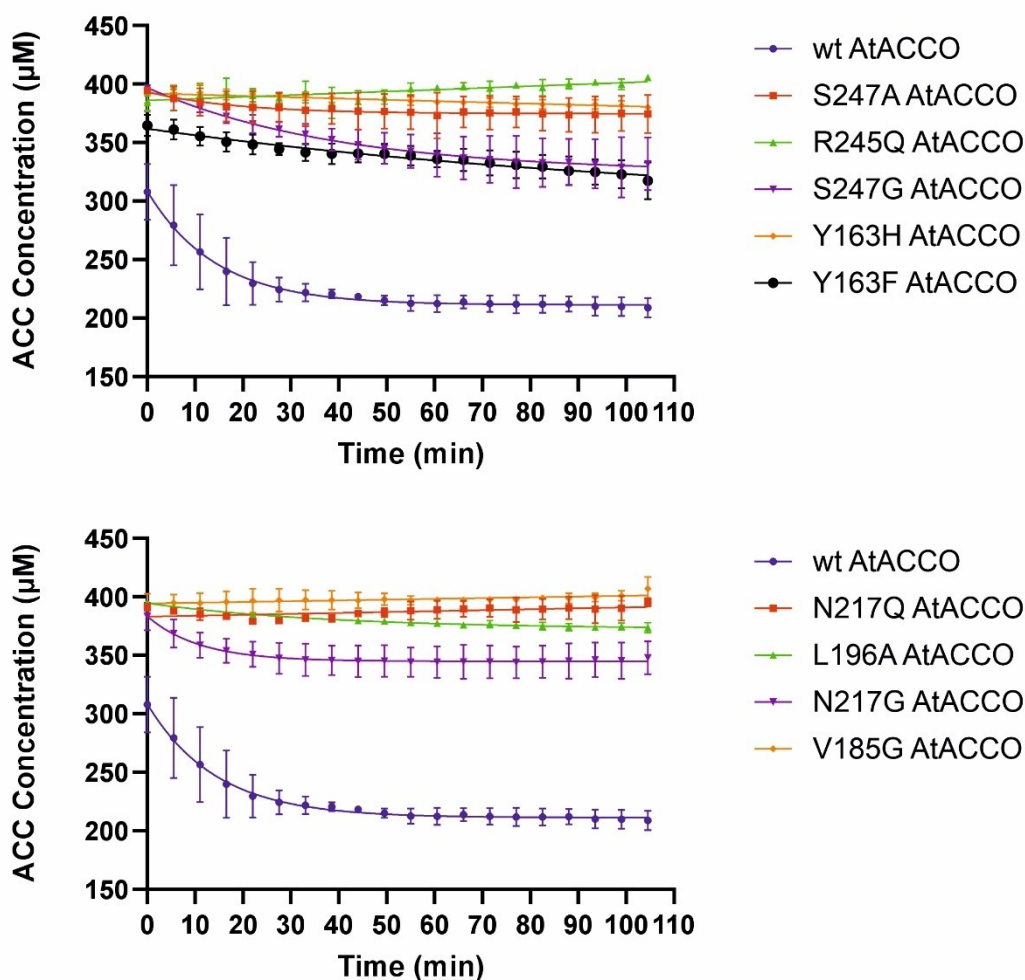 ACC Concentration (µM)
450
400
350
300
250
200
150
0 10 20 30 40 50 60 70 80 90 100 110
Time (min)
wt AtACCO
S247A AtACCO
R245Q AtACCO
S247G AtACCO
Y163H AtACCO
Y163F AtACCO
ACC Concentration (µM)
450
400
350
300
250
200
150
0 10 20 30 40 50 60 70 80 90 100 110
Time (min)
wt AtACCO
N217Q AtACCO
L196A AtACCO
N217G AtACCO
V185G AtACCO